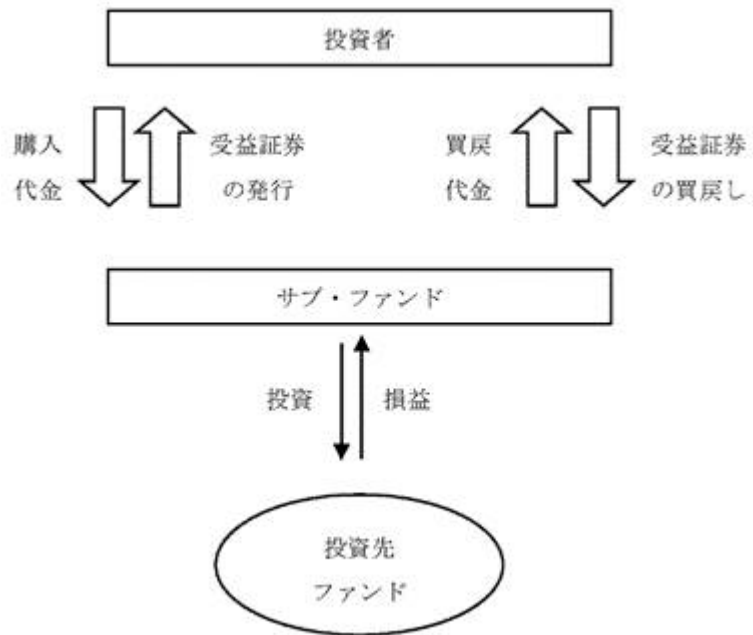 投資者
購入
代金
受益証券
の発行
買戻
代金
受益証券
の買戻し
サブ・ファンド
投資
損益
投資先
ファンド